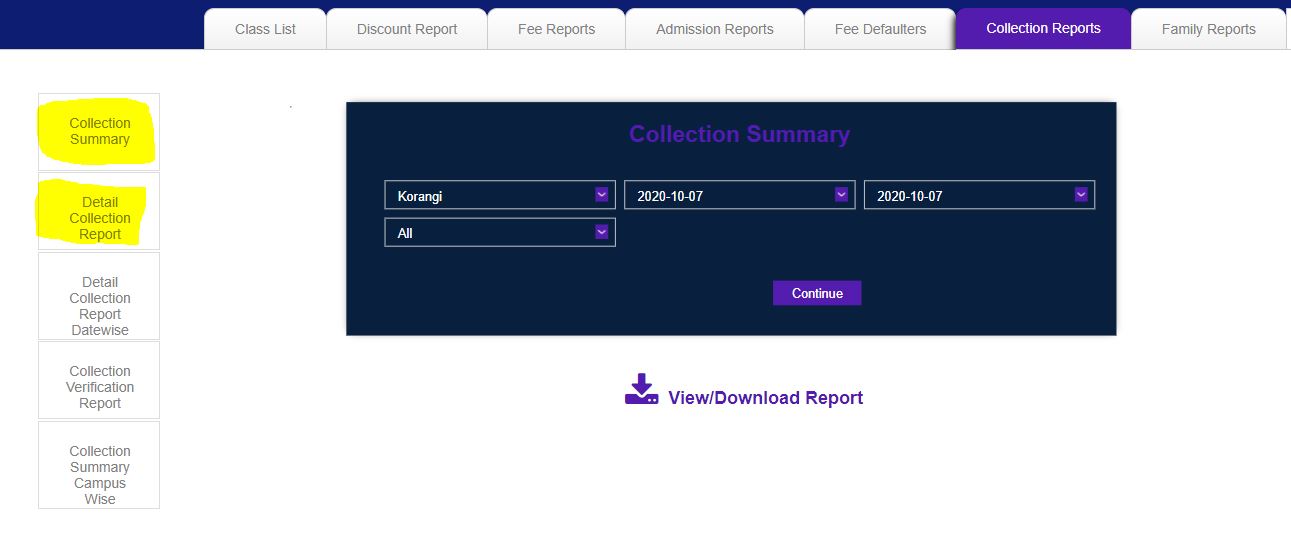 Class List
Discount Report
Fee Reports
Admission Reports
Fee Defaulters
Collection Reports
Family Reports
Collection
Summary
Detail
Collection
Report
Detail
Collection
Report
Datewise
Collection
Verification
Report
Collection
Summary
Campus
Wise
Collection Summary
Korangi
2020-10-07
2020-10-07
All
Continue
View/Download Report